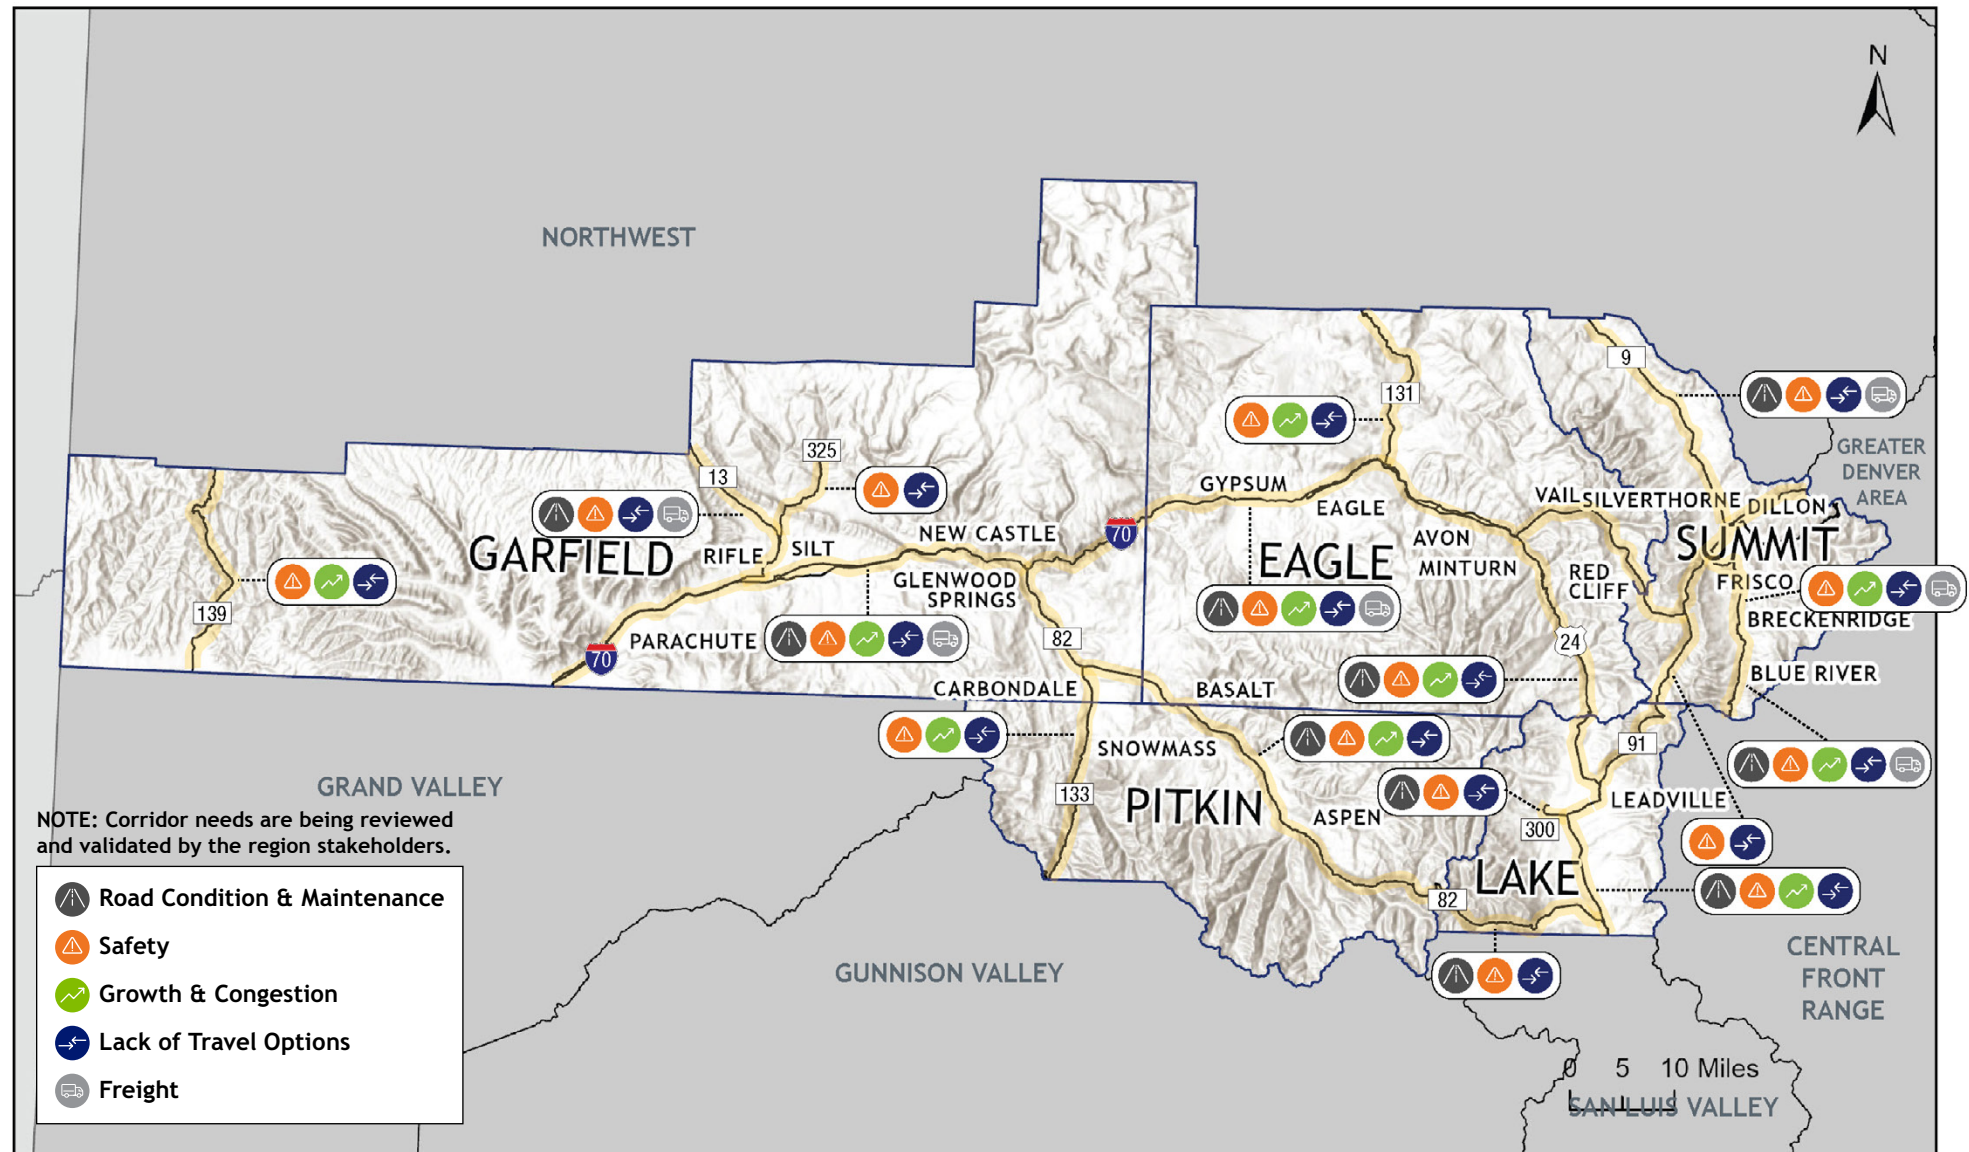 N
NORTHWEST
9
131
GREATER
DENVER
AREA
325
13
GYPSUM
VAIL
SILVERTHORNE
DILLON
EAGLE
NEW CASTLE
70
AVON
SUMMIT
GARFIELD
RIFLE
SILT
EAGLE
MINTURN
RED
CLIFF
FRISCO
GLENWOOD
SPRINGS
139
BRECKENRIDGE
PARACHUTE
70
82
24
BLUE RIVER
CARBONDALE
BASALT
SNOWMASS
91
GRAND VALLEY
133
PITKIN
ASPEN
LEADVILLE
300
NOTE: Corridor needs are being reviewed
and validated by the region stakeholders.
LAKE
82
Road Condition & Maintenance
Safety
Growth & Congestion
Lack of Travel Options
Freight
GUNNISON VALLEY
CENTRAL
FRONT
RANGE
0 5 10 Miles
SAN LUIS VALLEY